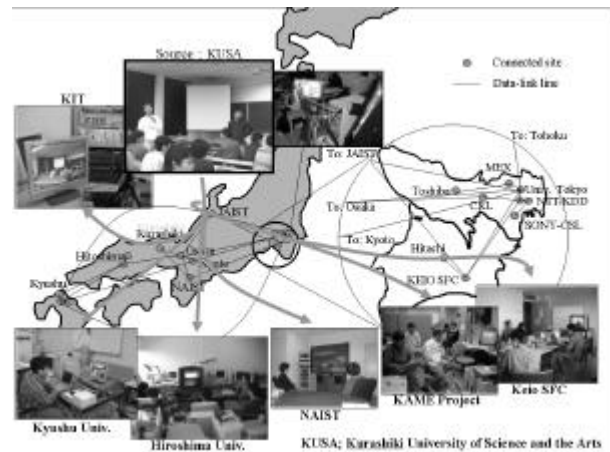 Source : KUSA
KIT
Connected site
Data-link line
To: Tohoku
To: JAIST
MEX
Toshiba
Univ. Tokyo
NTT KDD
To: Osaka
CRL
SONY-CSL
JAIST
Kurashiki
To: Kyoto
Hitachi
Hiroshima
KEIO SFC
NAIST
Kyushu
KAME Project
Keio SFC
NAIST
Kyushu Univ.
Hiroshima Univ.
KUSA; Kurashiki University of Science and the Arts